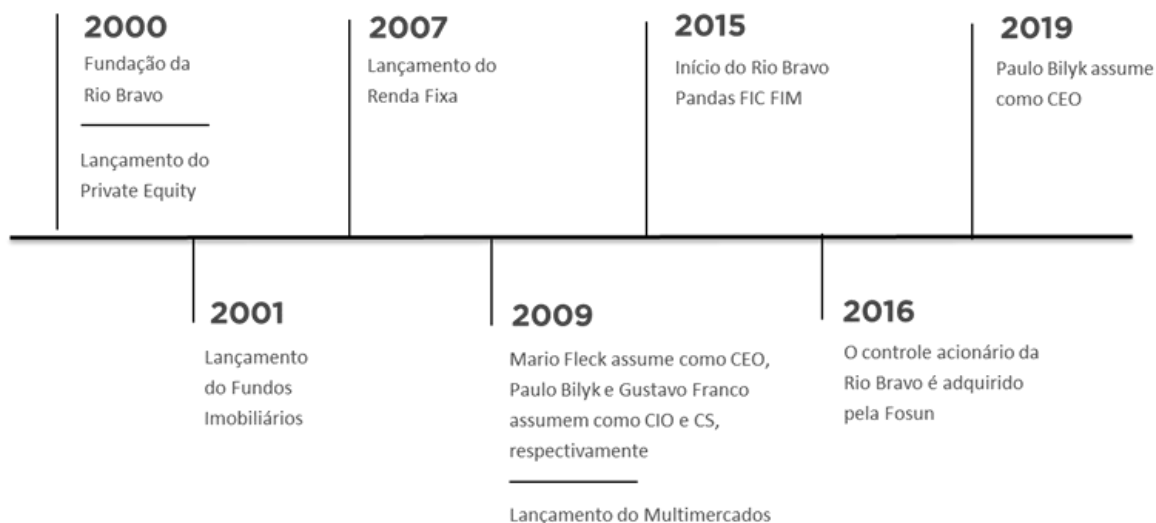 2000
Fundação da
Rio Bravo
Lançamento do
Private Equity
2001
Lançamento
do Fundos
Imobiliários
2007
Lançamento do
Renda Fixa
2009
Mario Fleck assume como CEO,
Paulo Bilyk e Gustavo Franco
assumem como CIO e CS,
respectivamente
Lançamento do Multimercados
2015
Início do Rio Bravo
Pandas FIC FIM
2016
O controle acionário da
Rio Bravo é adquirido
pela Fosun
2019
Paulo Bilyk assume
como CEO